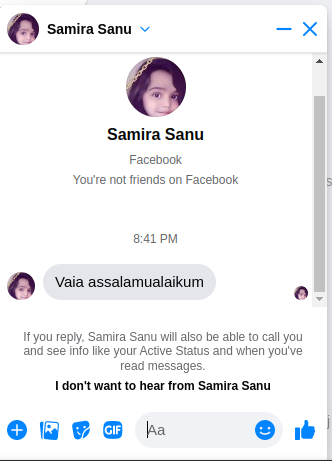 Samira Sanu
Samira Sanu
Facebook
You're not friends on Facebook
8:41 PM
Vaia assalamualaikum
If you reply, Samira Sanu will also be able to call you
and see info like your Active Status and when you've
read messages.
I don't want to hear from Samira Sanu
GIF
Aa